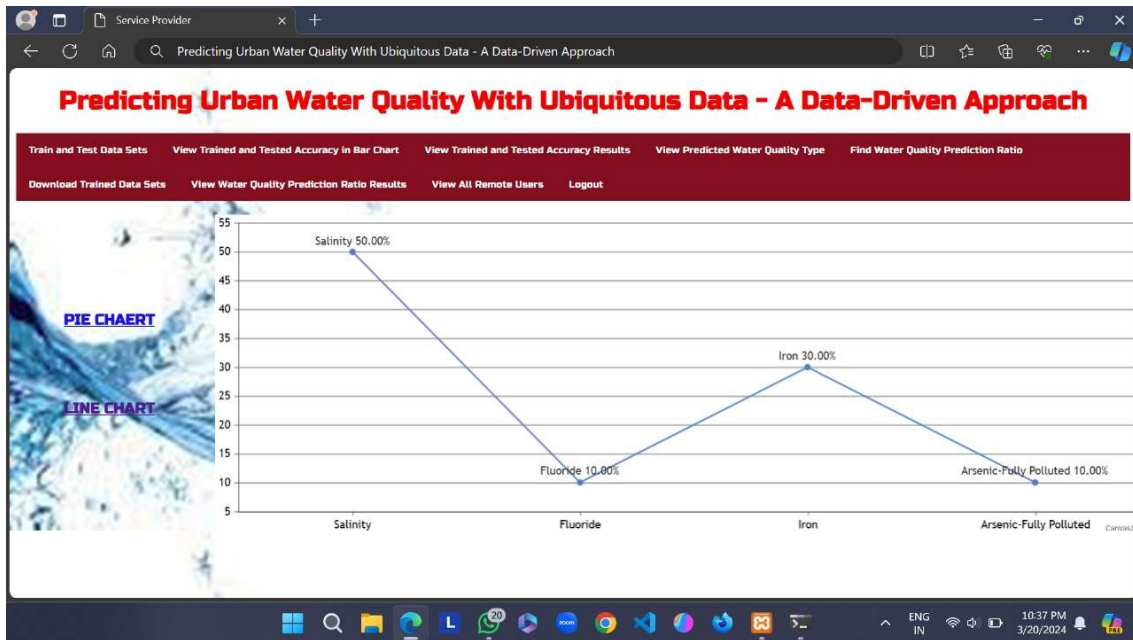 Service Provider
Predicting Urban Water Quality With Ubiquitous Data - A Data-Driven Approach
Predicting Urban Water Quality With Ubiquitous Data - A Data-Driven Approach
Train and Test Data Sets View Trained and Tested Accuracy in Bar Chart View Trained and Tested Accuracy Results View Predicted Water Quality Type Find Water Quality Prediction Ratio
Download Trained Data Sets View Water Quality Prediction Ratio Results View All Remote Users Logout
PIE CHAERT
LINE CHART
55
Salinity 50.00%
50
45
40
35
Iron 30.00%
30
25
20
15
Fluoride 10.00% Arsenic-Fully Polluted 10.00%
10
5
Salinity Fluoride Iron Arsenic-Fully Polluted
L 20 zoom
ENG 10:37 PM
IN 3/20/2024
PRE